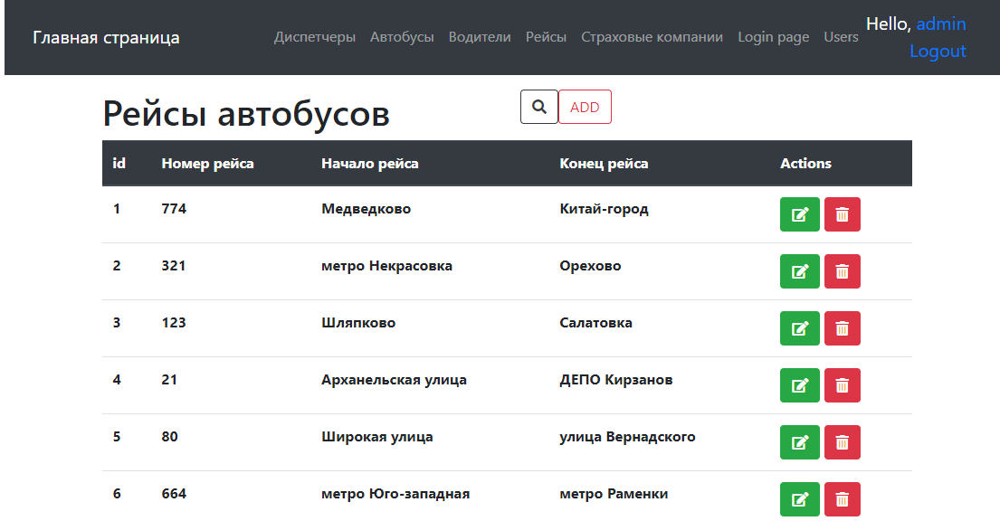 Главная страница Диспетчеры Автобусы Водители Рейсы Страховые компании Login page Users Hello, admin
Logout
Рейсы автобусов ADD
id Номер рейса Начало рейса Конец рейса Actions
1 774 Медведково Китай-город
2 321 метро Некрасовка Орехово
3 123 Шляпково Салатовка
4 21 Арханельская улица ДЕПО Кирзанов
5 80 Широкая улица улица Вернадского
6 664 метро Юго-западная метро Раменки